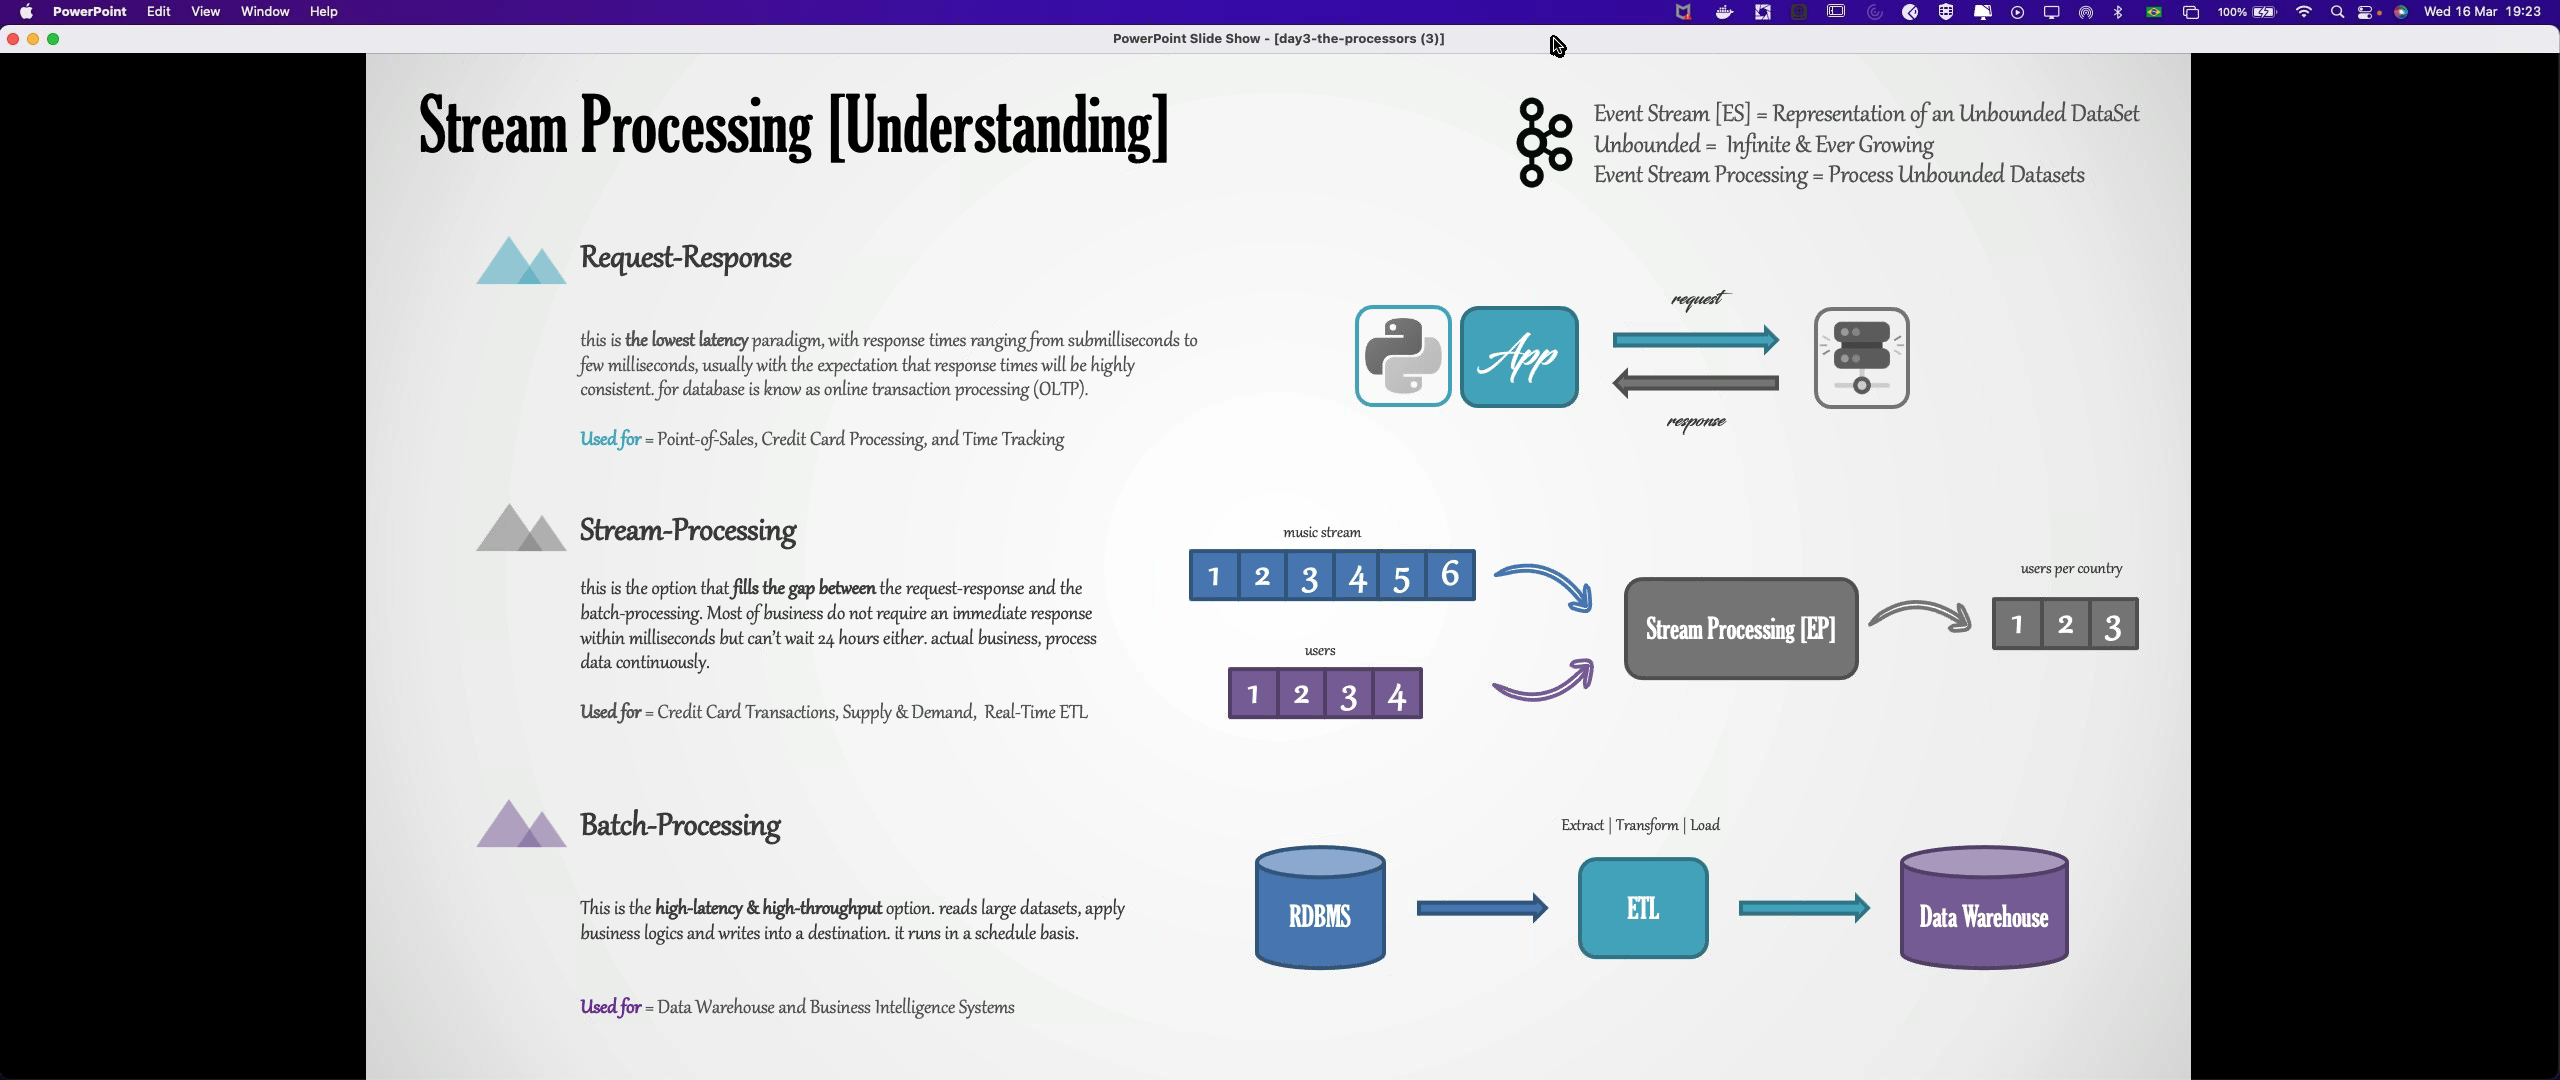 PowerPoint Edit View Window Help
100% Wed 16 Mar 19:23
PowerPoint Slide Show - [day3-the-processors (3)]
Stream Processing [Understanding]
Event Stream [ES] = Representation of an Unbounded DataSet
Unbounded = Infinite & Ever Growing
Event Stream Processing = Process Unbounded Datasets
Request-Response
this is the lowest latency paradigm, with response times ranging from submilliseconds to
few milliseconds, usually with the expectation that response times will be highly
consistent. for database is know as online transaction processing (OLTP).
Used for = Point-of-Sales, Credit Card Processing, and Time Tracking
App
request
response
Stream-Processing
this is the option that fills the gap between the request-response and the
batch-processing. Most of business do not require an immediate response
within milliseconds but can't wait 24 hours either. actual business, process
data continuously.
Used for = Credit Card Transactions, Supply & Demand, Real-Time ETL
music stream
1 2 3 4 5 6
users
1 2 3 4
Stream Processing [EP]
users per country
1 2 3
Batch-Processing
This is the high-latency & high-throughput option. reads large datasets, apply
business logics and writes into a destination. it runs in a schedule basis.
Used for = Data Warehouse and Business Intelligence Systems
Extract | Transform | Load
RDBMS
ETL
Data Warehouse